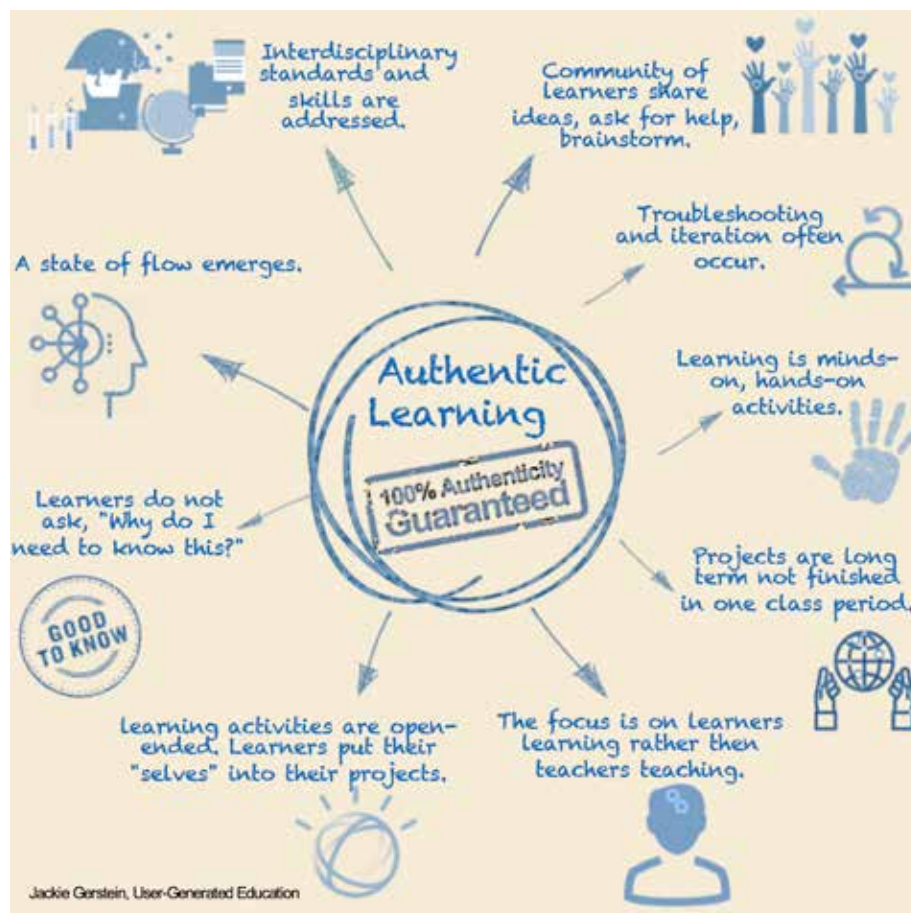 Interdisciplinary
standards and
skills are
addressed.
Community of
learners share
ideas, ask for help,
brainstorm.
Troubleshooting
and iteration often
occur.
A state of flow emerges.
Authentic
Learning
100% Authenticity
Guaranteed
Learning is minds-
on, hands-on
activities.
Learners do not
ask, "Why do I
need to know this?"
GOOD
TO KNOW
Projects are long
term not finished
in one class period.
learning activities are open-
ended. Learners put their
"selves" into their projects.
The focus is on learners
learning rather then
teachers teaching.
Jackie Gerstein, User-Generated Education